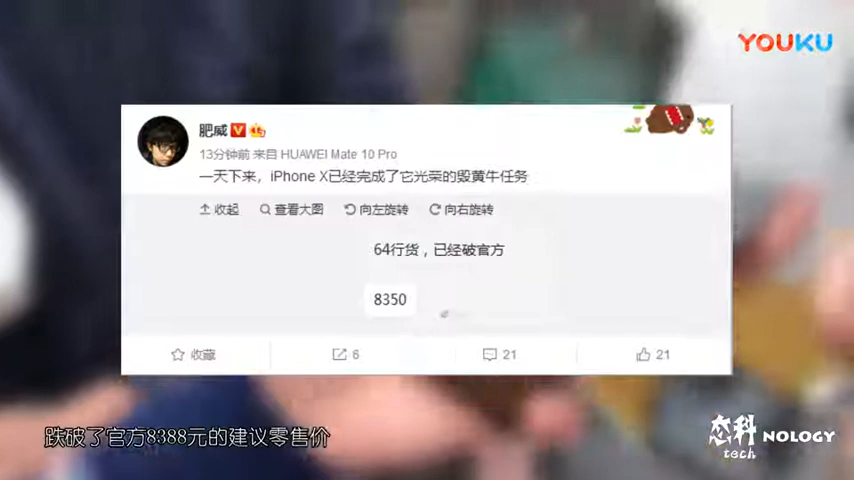 YOUKU
肥威
13分钟前 来自 HUAWEI Mate 10 Pro
一天下来，iPhone X已经完成了它光荣的毁黄牛任务
收起 查看大图 向左旋转 向右旋转
64行货，已经破官方
8350
收藏 6 21 21
跌破了官方8388元的建议零售价
态科 NOLOGY
tech